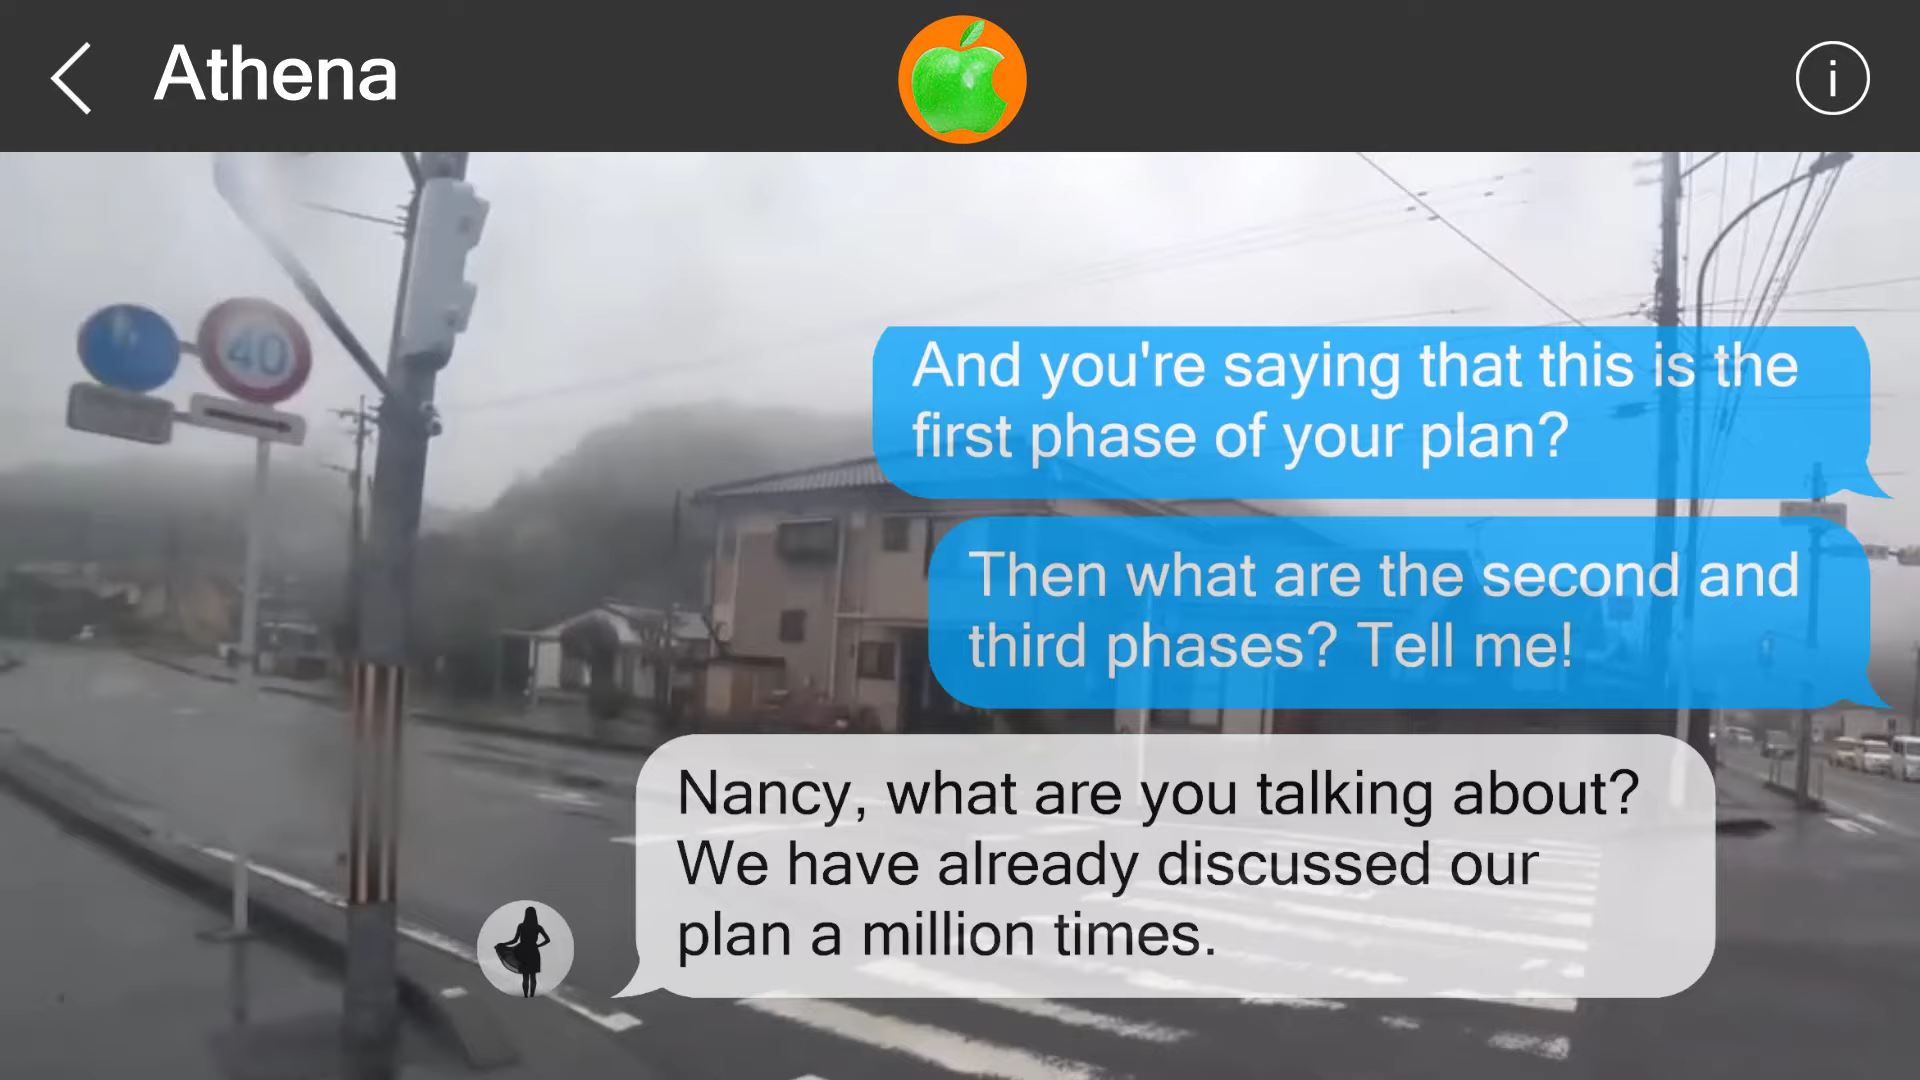 Athena
i
And you're saying that this is the
first phase of your plan?
Then what are the second and
third phases? Tell me!
Nancy, what are you talking about?
We have already discussed our
plan a million times.
40